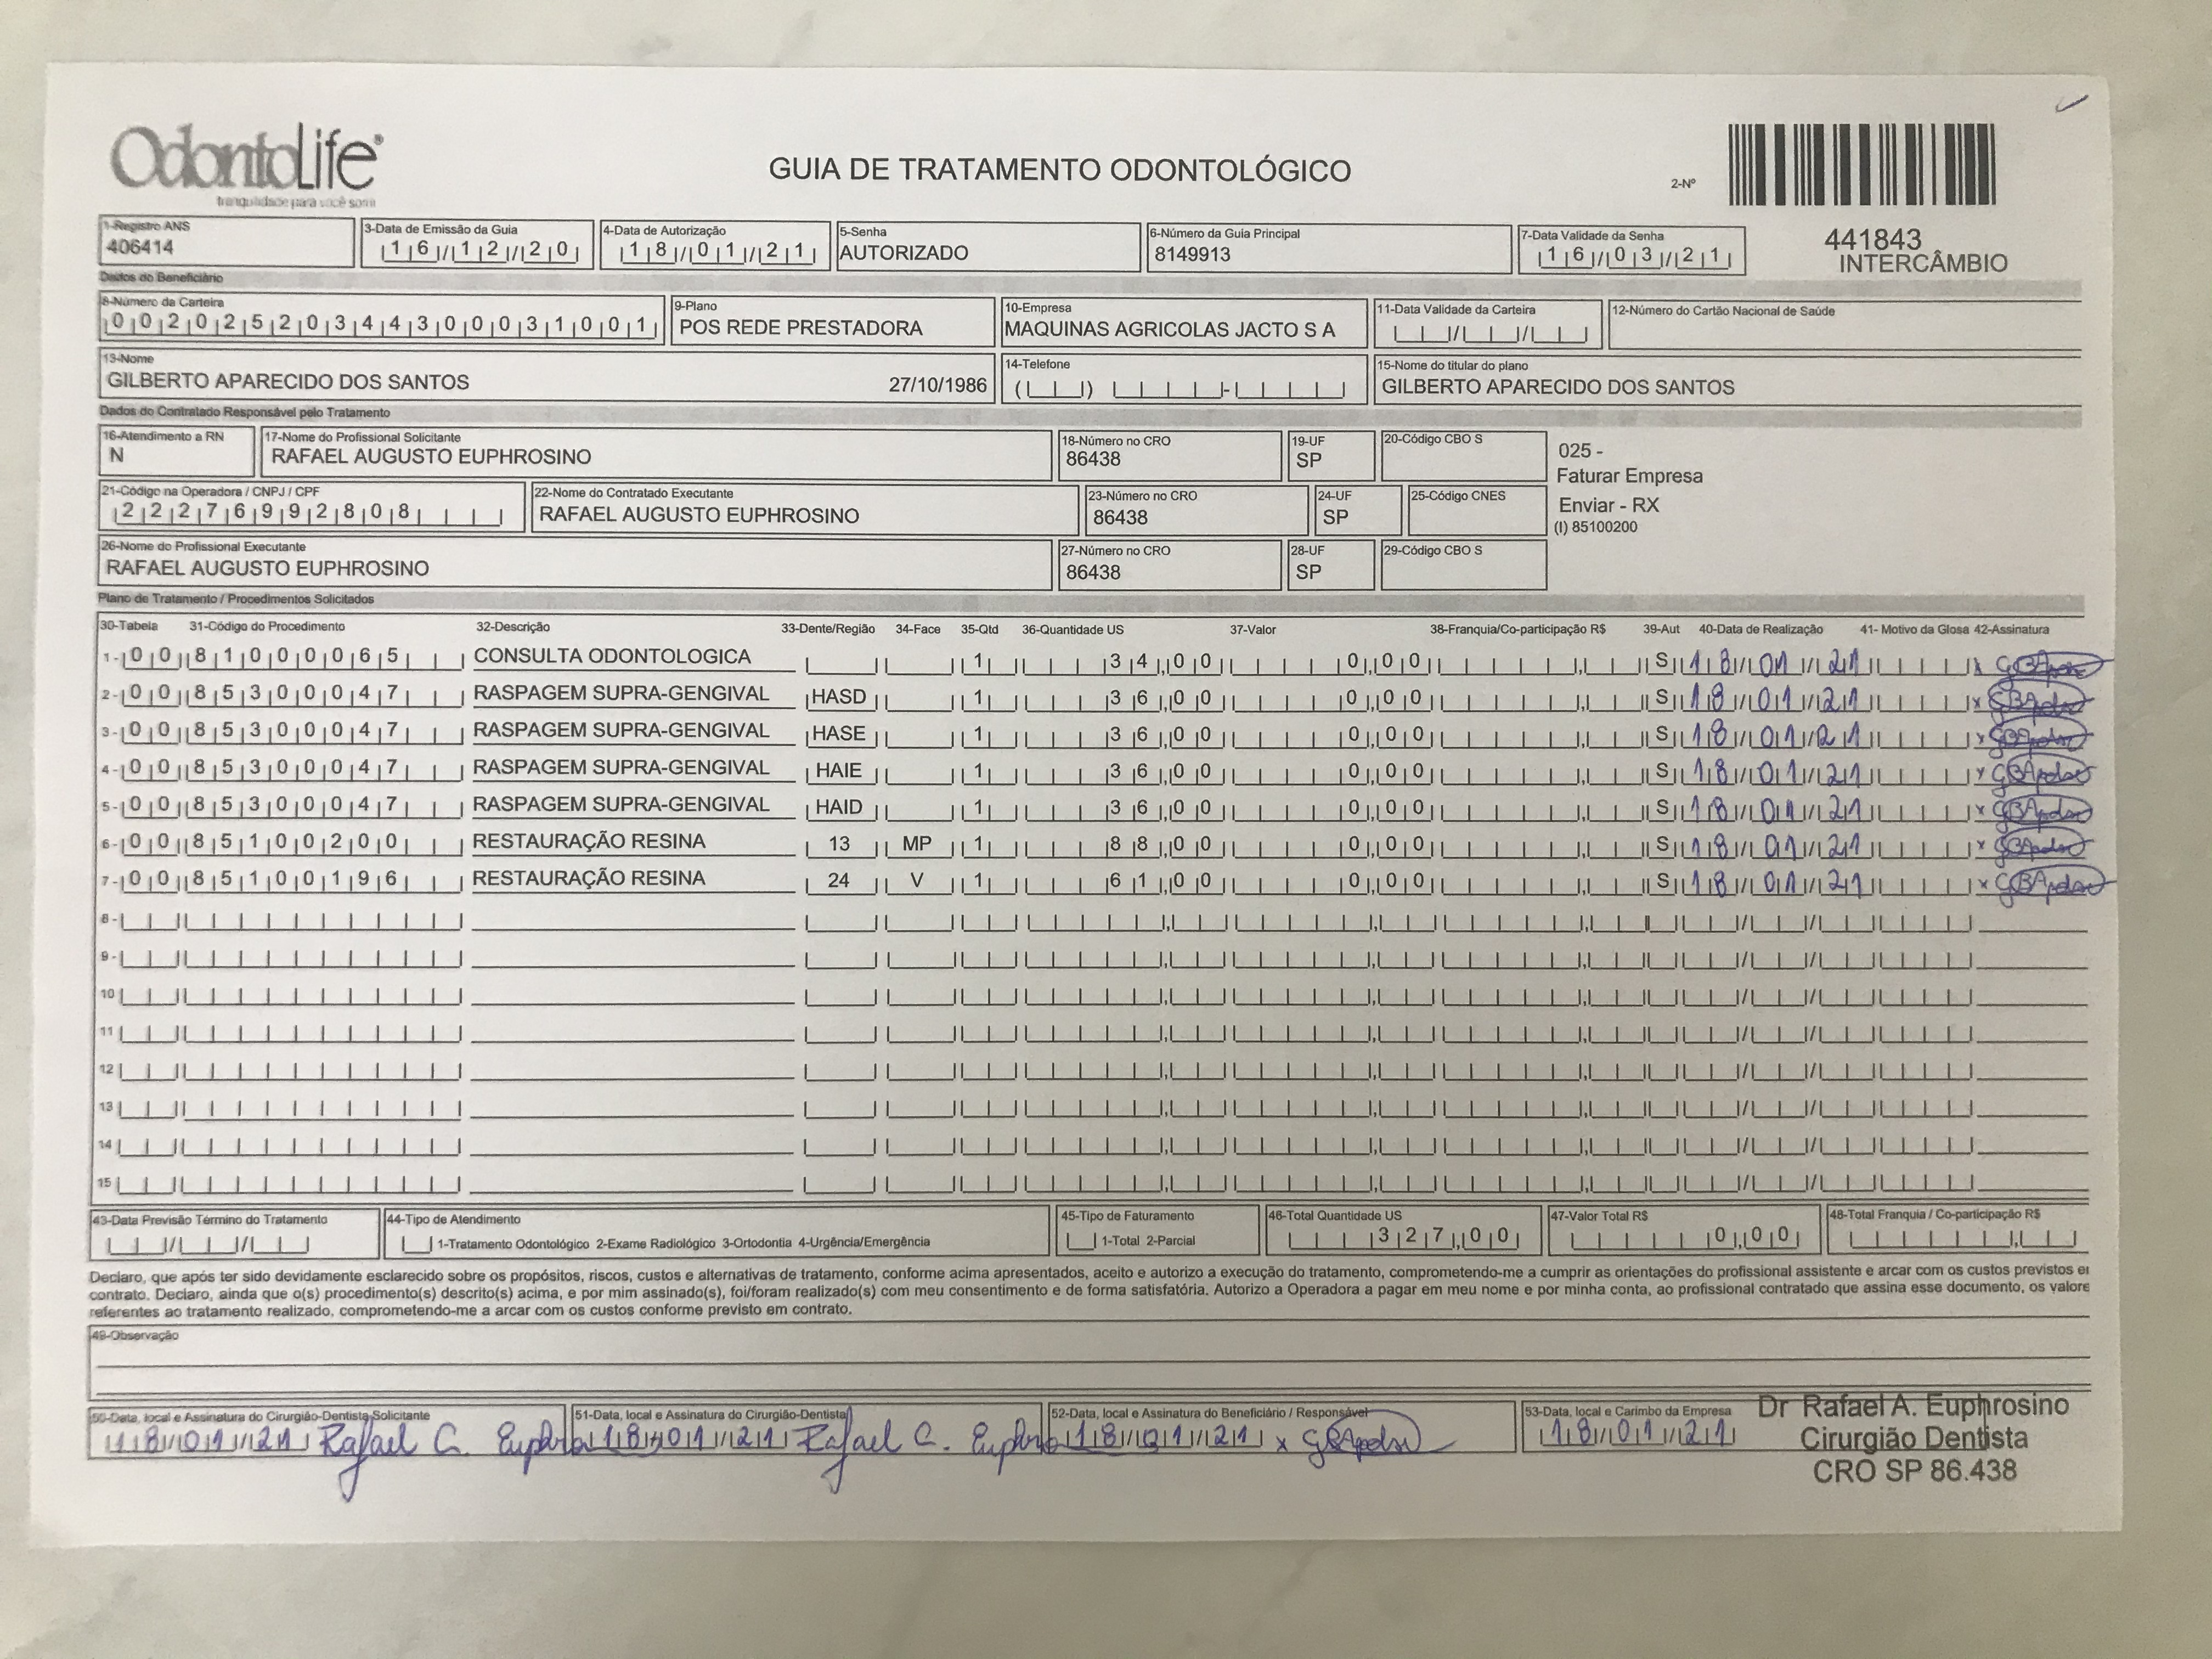 OdontoLife®
tranquilidade para você sorrir
GUIA DE TRATAMENTO ODONTOLÓGICO
2-Nº
441843
INTERCÂMBIO
1-Registro ANS
406414
3-Data de Emissão da Guia
16/12/20
4-Data de Autorização
18/01/21
5-Senha
AUTORIZADO
6-Número da Guia Principal
8149913
7-Data Validade da Senha
16/03/21
Dados do Beneficiário
8-Número da Carteira
00202520344300031001
9-Plano
POS REDE PRESTADORA
10-Empresa
MAQUINAS AGRICOLAS JACTO S A
11-Data Validade da Carteira
12-Número do Cartão Nacional de Saúde
13-Nome
GILBERTO APARECIDO DOS SANTOS 27/10/1986
14-Telefone
15-Nome do titular do plano
GILBERTO APARECIDO DOS SANTOS
Dados do Contratado Responsável pelo Tratamento
16-Atendimento a RN
N
17-Nome do Profissional Solicitante
RAFAEL AUGUSTO EUPHROSINO
18-Número no CRO
86438
19-UF
SP
20-Código CBO S
025 -
Faturar Empresa
Enviar - RX
(I) 85100200
21-Código na Operadora / CNPJ / CPF
22276992808
22-Nome do Contratado Executante
RAFAEL AUGUSTO EUPHROSINO
23-Número no CRO
86438
24-UF
SP
25-Código CNES
26-Nome do Profissional Executante
RAFAEL AUGUSTO EUPHROSINO
27-Número no CRO
86438
28-UF
SP
29-Código CBO S
Plano de Tratamento / Procedimentos Solicitados
30-Tabela 31-Código do Procedimento 32-Descrição 33-Dente/Região 34-Face 35-Qtd 36-Quantidade US 37-Valor 38-Franquia/Co-participação R$ 39-Aut 40-Data de Realização 41- Motivo da Glosa 42-Assinatura
1- 00 81000065 CONSULTA ODONTOLOGICA 1 34,00 0,00 S 18/01/21 x
2- 00 85300047 RASPAGEM SUPRA-GENGIVAL HASD 1 36,00 0,00 S 18/01/21 x
3- 00 85300047 RASPAGEM SUPRA-GENGIVAL HASE 1 36,00 0,00 S 18/01/21 x
4- 00 85300047 RASPAGEM SUPRA-GENGIVAL HAIE 1 36,00 0,00 S 18/01/21 x
5- 00 85300047 RASPAGEM SUPRA-GENGIVAL HAID 1 36,00 0,00 S 18/01/21 x
6- 00 85100200 RESTAURAÇÃO RESINA 13 MP 1 88,00 0,00 S 18/01/21 x
7- 00 85100196 RESTAURAÇÃO RESINA 24 V 1 61,00 0,00 S 18/01/21 x
8-
9-
10
11
12
13
14
15
43-Data Previsão Término do Tratamento
44-Tipo de Atendimento
1-Tratamento Odontológico 2-Exame Radiológico 3-Ortodontia 4-Urgência/Emergência
45-Tipo de Faturamento
1-Total 2-Parcial
46-Total Quantidade US
327,00
47-Valor Total R$
0,00
48-Total Franquia / Co-participação R$
Declaro, que após ter sido devidamente esclarecido sobre os propósitos, riscos, custos e alternativas de tratamento, conforme acima apresentados, aceito e autorizo a execução do tratamento, comprometendo-me a cumprir as orientações do profissional assistente e arcar com os custos previstos e
contrato. Declaro, ainda que o(s) procedimento(s) descrito(s) acima, e por mim assinado(s), foi/foram realizado(s) com meu consentimento e de forma satisfatória. Autorizo a Operadora a pagar em meu nome e por minha conta, ao profissional contratado que assina esse documento, os valore
referentes ao tratamento realizado, comprometendo-me a arcar com os custos conforme previsto em contrato.
49-Observação
50-Data, local e Assinatura do Cirurgião-Dentista Solicitante
18/01/21 Rafael C. Euphro
51-Data, local e Assinatura do Cirurgião-Dentista
18/01/21 Rafael C. Euphro
52-Data, local e Assinatura do Beneficiário / Responsável
18/01/21 x
53-Data, local e Carimbo da Empresa
18/01/21
Dr Rafael A. Euphrosino
Cirurgião Dentista
CRO SP 86.438